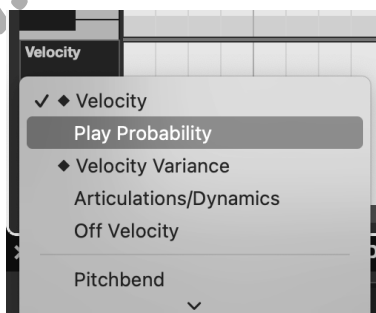 Velocity
✓ ◆ Velocity
Play Probability
◆ Velocity Variance
Articulations/Dynamics
Off Velocity
Pitchbend